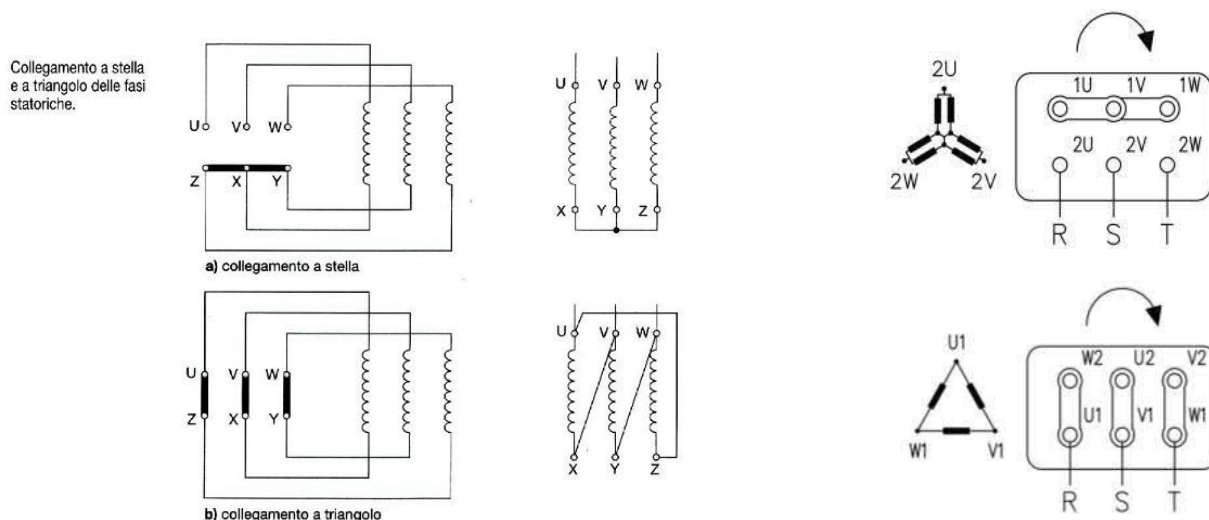 Collegamento a stella
e a triangolo delle fasi
statoriche.
U V W
Z X Y
a) collegamento a stella
U V W
X Y Z
2U
2W 2V
1U 1V 1W
2U 2V 2W
R S T
U V W
Z X Y
b) collegamento a triangolo
U V W
X Y Z
U1
W1 V1
W2 U2 V2
U1 V1 W1
R S T